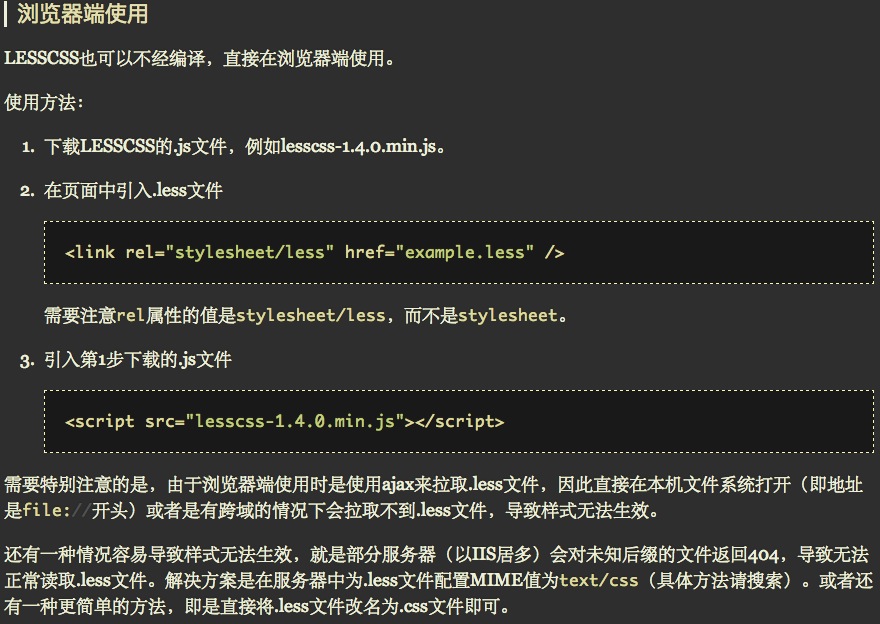 浏览器端使用
LESSCSS也可以不经编译，直接在浏览器端使用。
使用方法：
1. 下载LESSCSS的.js文件，例如lesscss-1.4.0.min.js。
2. 在页面中引入.less文件
<link rel="stylesheet/less" href="example.less" />
需要注意rel属性的值是stylesheet/less，而不是stylesheet。
3. 引入第1步下载的.js文件
<script src="lesscss-1.4.0.min.js"></script>
需要特别注意的是，由于浏览器端使用时是使用ajax来拉取.less文件，因此直接在本机文件系统打开（即地址
是file://开头）或者是有跨域的情况下会拉取不到.less文件，导致样式无法生效。
还有一种情况容易导致样式无法生效，就是部分服务器（以IIS居多）会对未知后缀的文件返回404，导致无法
正常读取.less文件。解决方案是在服务器中为.less文件配置MIME值为text/css（具体方法请搜索）。或者还
有一种更简单的方法，即是直接将.less文件改名为.css文件即可。